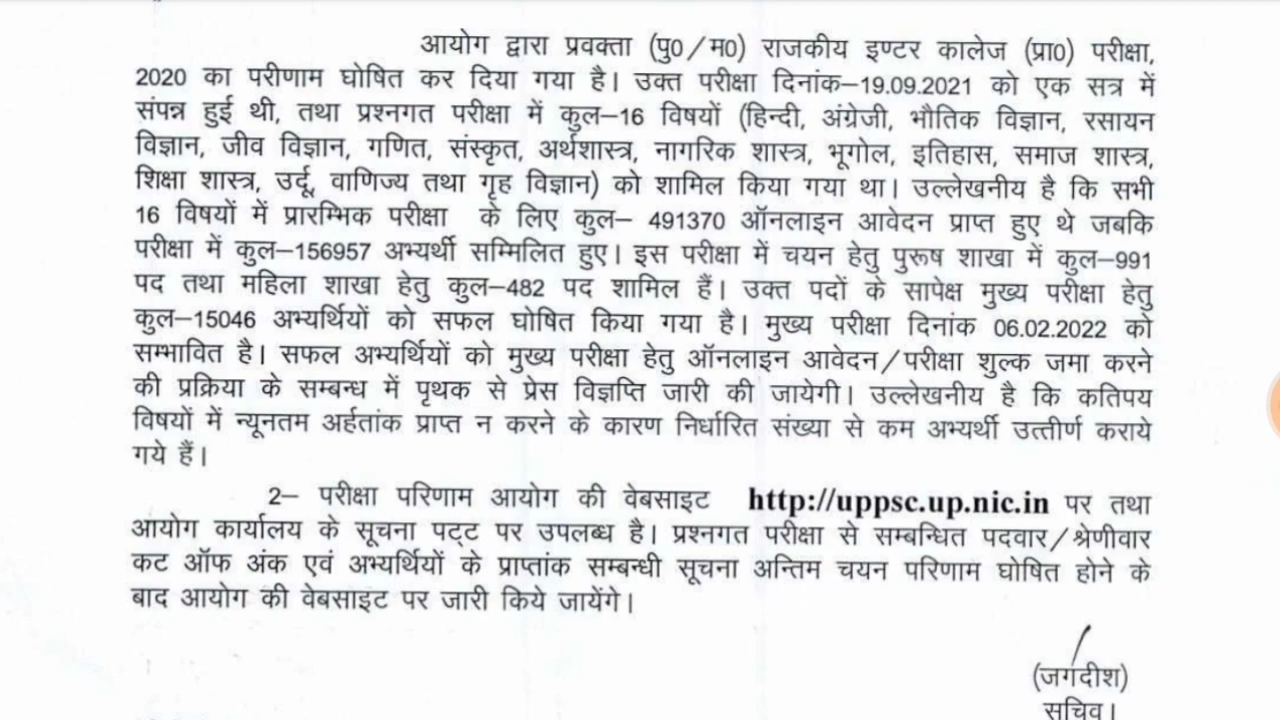 आयोग द्वारा प्रवक्ता (पु0/म0) राजकीय इण्टर कालेज (प्रा0) परीक्षा,
2020 का परीणाम घोषित कर दिया गया है। उक्त परीक्षा दिनांक–19.09.2021 को एक सत्र में
संपन्न हुई थी, तथा प्रश्नगत परीक्षा में कुल–16 विषयों (हिन्दी, अंग्रेजी, भौतिक विज्ञान, रसायन
विज्ञान, जीव विज्ञान, गणित, संस्कृत, अर्थशास्त्र, नागरिक शास्त्र, भूगोल, इतिहास, समाज शास्त्र,
शिक्षा शास्त्र, उर्दू, वाणिज्य तथा गृह विज्ञान) को शामिल किया गया था। उल्लेखनीय है कि सभी
16 विषयों में प्रारम्भिक परीक्षा के लिए कुल– 491370 ऑनलाइन आवेदन प्राप्त हुए थे जबकि
परीक्षा में कुल–156957 अभ्यर्थी सम्मिलित हुए। इस परीक्षा में चयन हेतु पुरूष शाखा में कुल–991
पद तथा महिला शाखा हेतु कुल–482 पद शामिल हैं। उक्त पदों के सापेक्ष मुख्य परीक्षा हेतु
कुल–15046 अभ्यर्थियों को सफल घोषित किया गया है। मुख्य परीक्षा दिनांक 06.02.2022 को
सम्भावित है। सफल अभ्यर्थियों को मुख्य परीक्षा हेतु ऑनलाइन आवेदन/परीक्षा शुल्क जमा करने
की प्रक्रिया के सम्बन्ध में पृथक से प्रेस विज्ञप्ति जारी की जायेगी। उल्लेखनीय है कि कतिपय
विषयों में न्यूनतम अर्हतांक प्राप्त न करने के कारण निर्धारित संख्या से कम अभ्यर्थी उत्तीर्ण कराये
गये हैं।
2– परीक्षा परिणाम आयोग की वेबसाइट http://uppsc.up.nic.in पर तथा
आयोग कार्यालय के सूचना पट्ट पर उपलब्ध है। प्रश्नगत परीक्षा से सम्बन्धित पदवार/श्रेणीवार
कट ऑफ अंक एवं अभ्यर्थियों के प्राप्तांक सम्बन्धी सूचना अन्तिम चयन परिणाम घोषित होने के
बाद आयोग की वेबसाइट पर जारी किये जायेंगे।
(जगदीश)
सचिव।